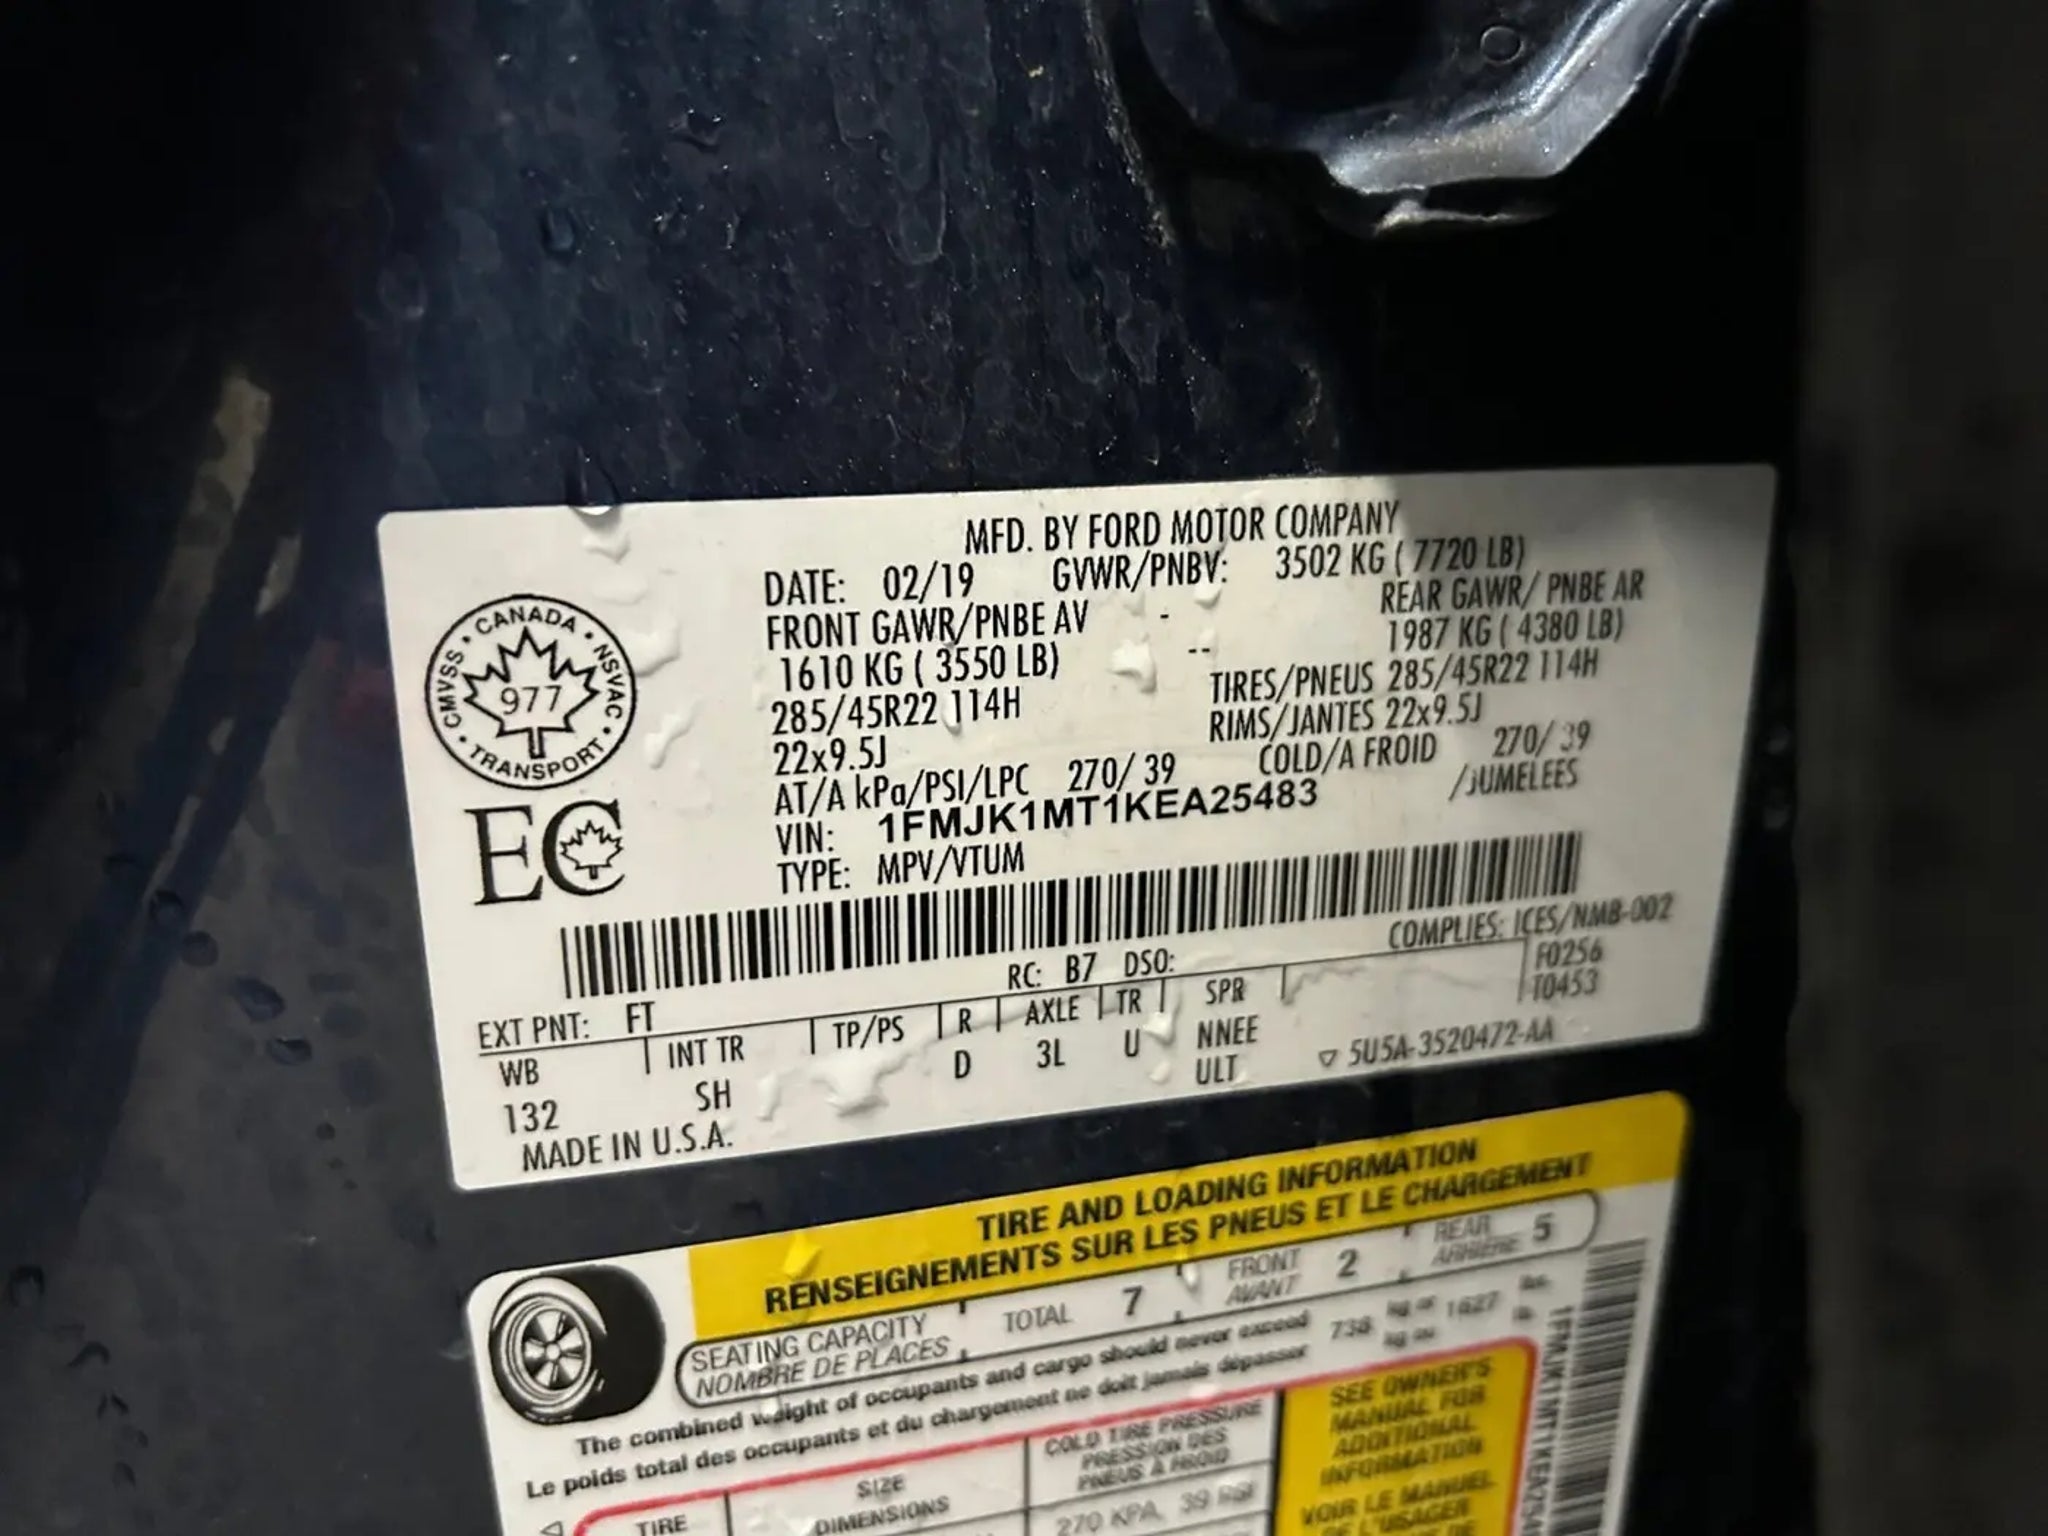 MFD. BY FORD MOTOR COMPANY
DATE: 02/19 GVWR/PNBV: 3502 KG ( 7720 LB)
FRONT GAWR/PNBE AV - REAR GAWR/ PNBE AR
1610 KG ( 3550 LB) -- 1987 KG ( 4380 LB)
285/45R22 114H TIRES/PNEUS 285/45R22 114H
22x9.5J RIMS/JANTES 22x9.5J
AT/A kPa/PSI/LPC 270/ 39 COLD/A FROID 270/ 39
VIN: 1FMJK1MT1KEA25483 /JUMELEES
TYPE: MPV/VTUM
CANADA
CMVSS • NSVAC
977
TRANSPORT
EC
COMPLIES: ICES/NMB-002
RC: B7 DSO: F0256
EXT PNT: FT T0453
WB INT TR TP/PS R AXLE TR SPR
132 SH D 3L U NNEE
ULT ▽ 5U5A-3520472-AA
MADE IN U.S.A.
TIRE AND LOADING INFORMATION
RENSEIGNEMENTS SUR LES PNEUS ET LE CHARGEMENT
SEATING CAPACITY TOTAL 7 FRONT 2 REAR 5
NOMBRE DE PLACES AVANT ARRIÈRE
The combined weight of occupants and cargo should never exceed 738 kg or 1627 lbs.
Le poids total des occupants et du chargement ne doit jamais dépasser kg ou lb.
TIRE SIZE COLD TIRE PRESSURE
DIMENSIONS PRESSION DES
PNEUS À FROID
270 KPA, 39 PSI
SEE OWNER'S
MANUAL FOR
ADDITIONAL
INFORMATION
VOIR LE MANUEL
DE L'USAGER